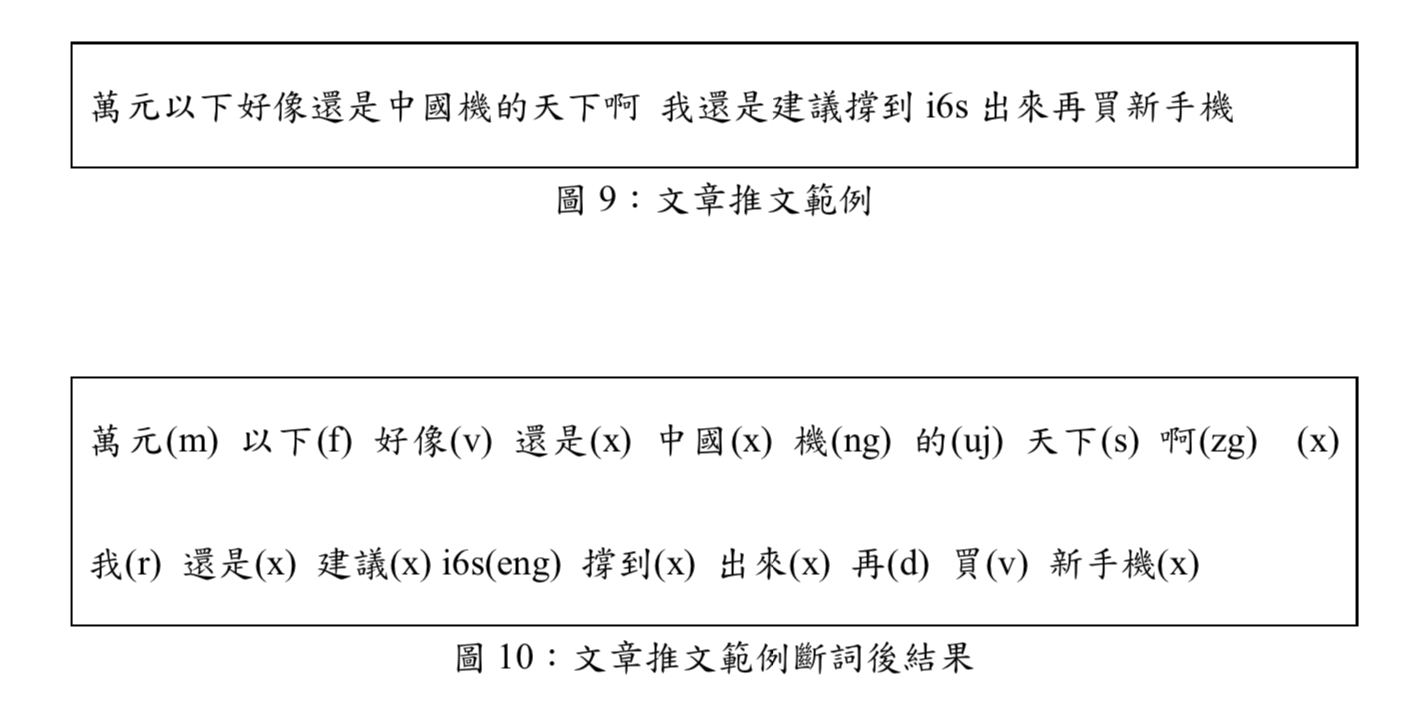 萬元以下好像還是中國機的天下啊 我還是建議撐到 i6s 出來再買新手機
圖 9：文章推文範例
萬元(m) 以下(f) 好像(v) 還是(x) 中國(x) 機(ng) 的(uj) 天下(s) 啊(zg) (x)
我(r) 還是(x) 建議(x) i6s(eng) 撐到(x) 出來(x) 再(d) 買(v) 新手機(x)
圖 10：文章推文範例斷詞後結果